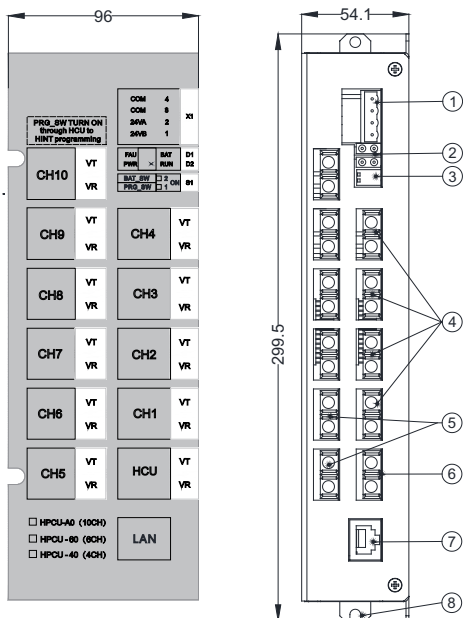 96
54.1
299.5
PRG_SW TURN ON
through HCU to
HINT programming
COM 4
COM 3
24VA 2
24VB 1
X1
FAU BAT D1
PWR × RUN D2
BAT_SW 2
PRG_SW 1
ON
S1
CH10 VT VR
CH9 VT VR
CH4 VT VR
CH8 VT VR
CH3 VT VR
CH7 VT VR
CH2 VT VR
CH6 VT VR
CH1 VT VR
CH5 VT VR
HCU VT VR
HPCU-A0 (10CH)
HPCU-60 (6CH)
HPCU-40 (4CH)
LAN
1
2
3
4
5
6
7
8